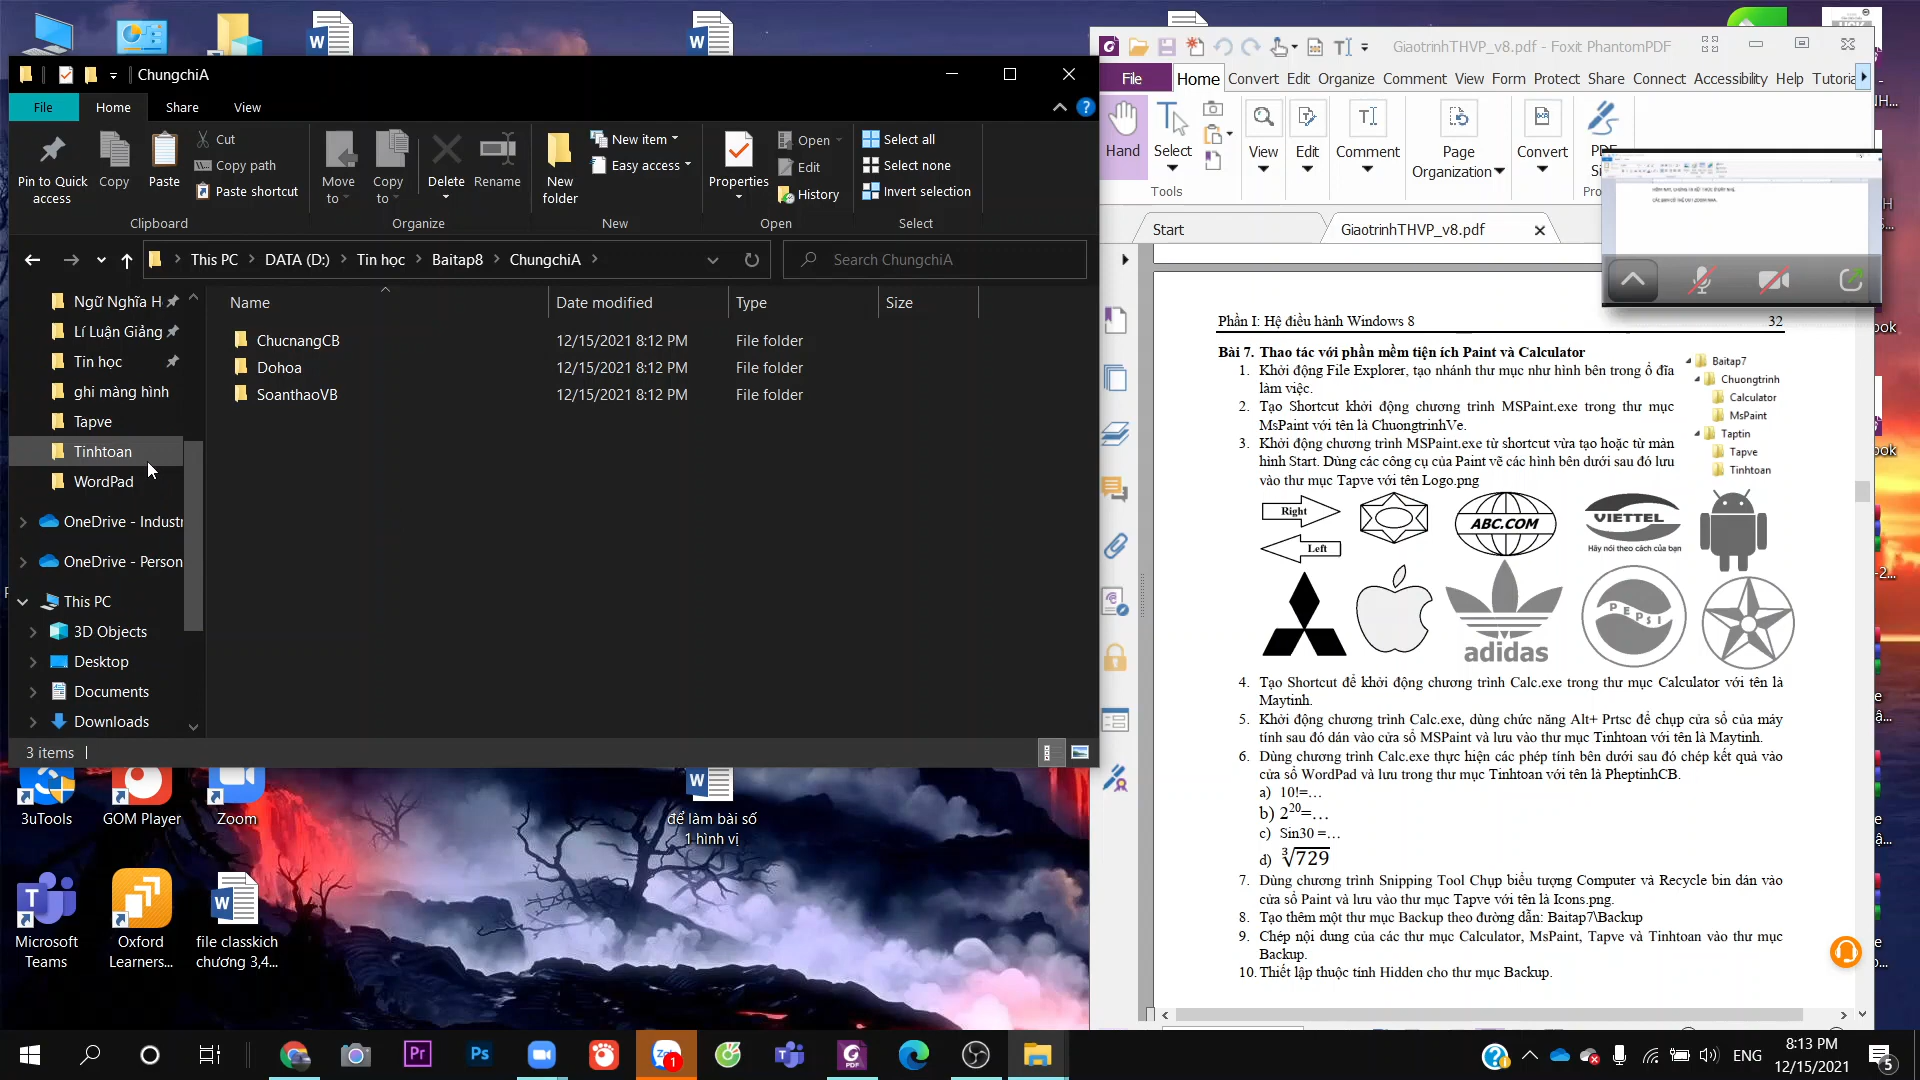 ChungchiA
File
Home
Share
View
Pin to Quick access
Copy
Paste
Cut
Copy path
Paste shortcut
Clipboard
Move to
Copy to
Delete
Rename
Organize
New folder
New item
Easy access
New
Properties
Open
Edit
History
Open
Select all
Select none
Invert selection
Select
This PC
DATA (D:)
Tin học
Baitap8
ChungchiA
Search ChungchiA
Name
Date modified
Type
Size
ChucnangCB 12/15/2021 8:12 PM File folder
Dohoa 12/15/2021 8:12 PM File folder
SoanthaoVB 12/15/2021 8:12 PM File folder
Ngữ Nghĩa H
Lí Luận Giảng
Tin học
ghi màng hình
Tapve
Tinhtoan
WordPad
OneDrive - Industr
OneDrive - Person
This PC
3D Objects
Desktop
Documents
Downloads
3 items
3uTools
GOM Player
Zoom
để làm bài số 1 hình vị
Microsoft Teams
Oxford Learners...
file classkich chương 3,4...
GiaotrinhTHVP_v8.pdf - Foxit PhantomPDF
File Home Convert Edit Organize Comment View Form Protect Share Connect Accessibility Help Tutoria
Hand
Select
Tools
View
Edit
Comment
Page Organization
Convert
PDF
Start
GiaotrinhTHVP_v8.pdf
Phần I: Hệ điều hành Windows 8 32
Bài 7. Thao tác với phần mềm tiện ích Paint và Calculator
1. Khởi động File Explorer, tạo nhánh thư mục như hình bên trong ổ đĩa
làm việc.
2. Tạo Shortcut khởi động chương trình MSPaint.exe trong thư mục
MsPaint với tên là ChuongtrinhVe.
3. Khởi động chương trình MSPaint.exe từ shortcut vừa tạo hoặc từ màn
hình Start. Dùng các công cụ của Paint vẽ các hình bên dưới sau đó lưu
vào thư mục Tapve với tên Logo.png
Baitap7
Chuongtrinh
Calculator
MsPaint
Taptin
Tapve
Tinhtoan
Right
Left
ABC.COM
VIETTEL
Hãy nói theo cách của bạn
adidas
PEPSI
4. Tạo Shortcut để khởi động chương trình Calc.exe trong thư mục Calculator với tên là
Maytinh.
5. Khởi động chương trình Calc.exe, dùng chức năng Alt+ Prtsc để chụp cửa sổ của máy
tính sau đó dán vào cửa sổ MSPaint và lưu vào thư mục Tinhtoan với tên là Maytinh.
6. Dùng chương trình Calc.exe thực hiện các phép tính bên dưới sau đó chép kết quả vào
cửa sổ WordPad và lưu trong thư mục Tinhtoan với tên là PheptinhCB.
a) 10!=...
b) 2²⁰=...
c) Sin30 =...
d) ∛729
7. Dùng chương trình Snipping Tool Chụp biểu tượng Computer và Recycle bin dán vào
cửa sổ Paint và lưu vào thư mục Tapve với tên là Icons.png.
8. Tạo thêm một thư mục Backup theo đường dẫn: Baitap7\Backup
9. Chép nội dung của các thư mục Calculator, MsPaint, Tapve và Tinhtoan vào thư mục
Backup.
10. Thiết lập thuộc tính Hidden cho thư mục Backup.
ENG
8:13 PM
12/15/2021
5